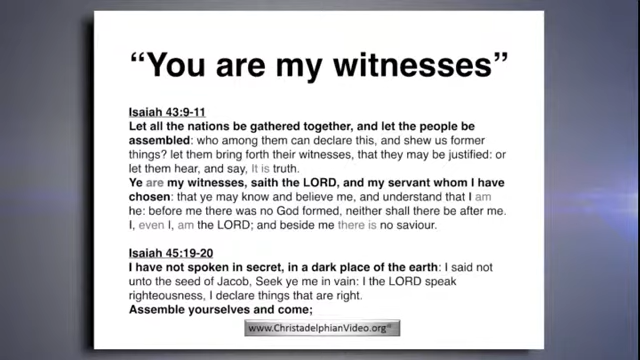 “You are my witnesses”
Isaiah 43:9-11
Let all the nations be gathered together, and let the people be
assembled: who among them can declare this, and shew us former
things? let them bring forth their witnesses, that they may be justified: or
let them hear, and say, It is truth.
Ye are my witnesses, saith the LORD, and my servant whom I have
chosen: that ye may know and believe me, and understand that I am
he: before me there was no God formed, neither shall there be after me.
I, even I, am the LORD; and beside me there is no saviour.
Isaiah 45:19-20
I have not spoken in secret, in a dark place of the earth: I said not
unto the seed of Jacob, Seek ye me in vain: I the LORD speak
righteousness, I declare things that are right.
Assemble yourselves and come;
www.ChristadelphianVideo.org